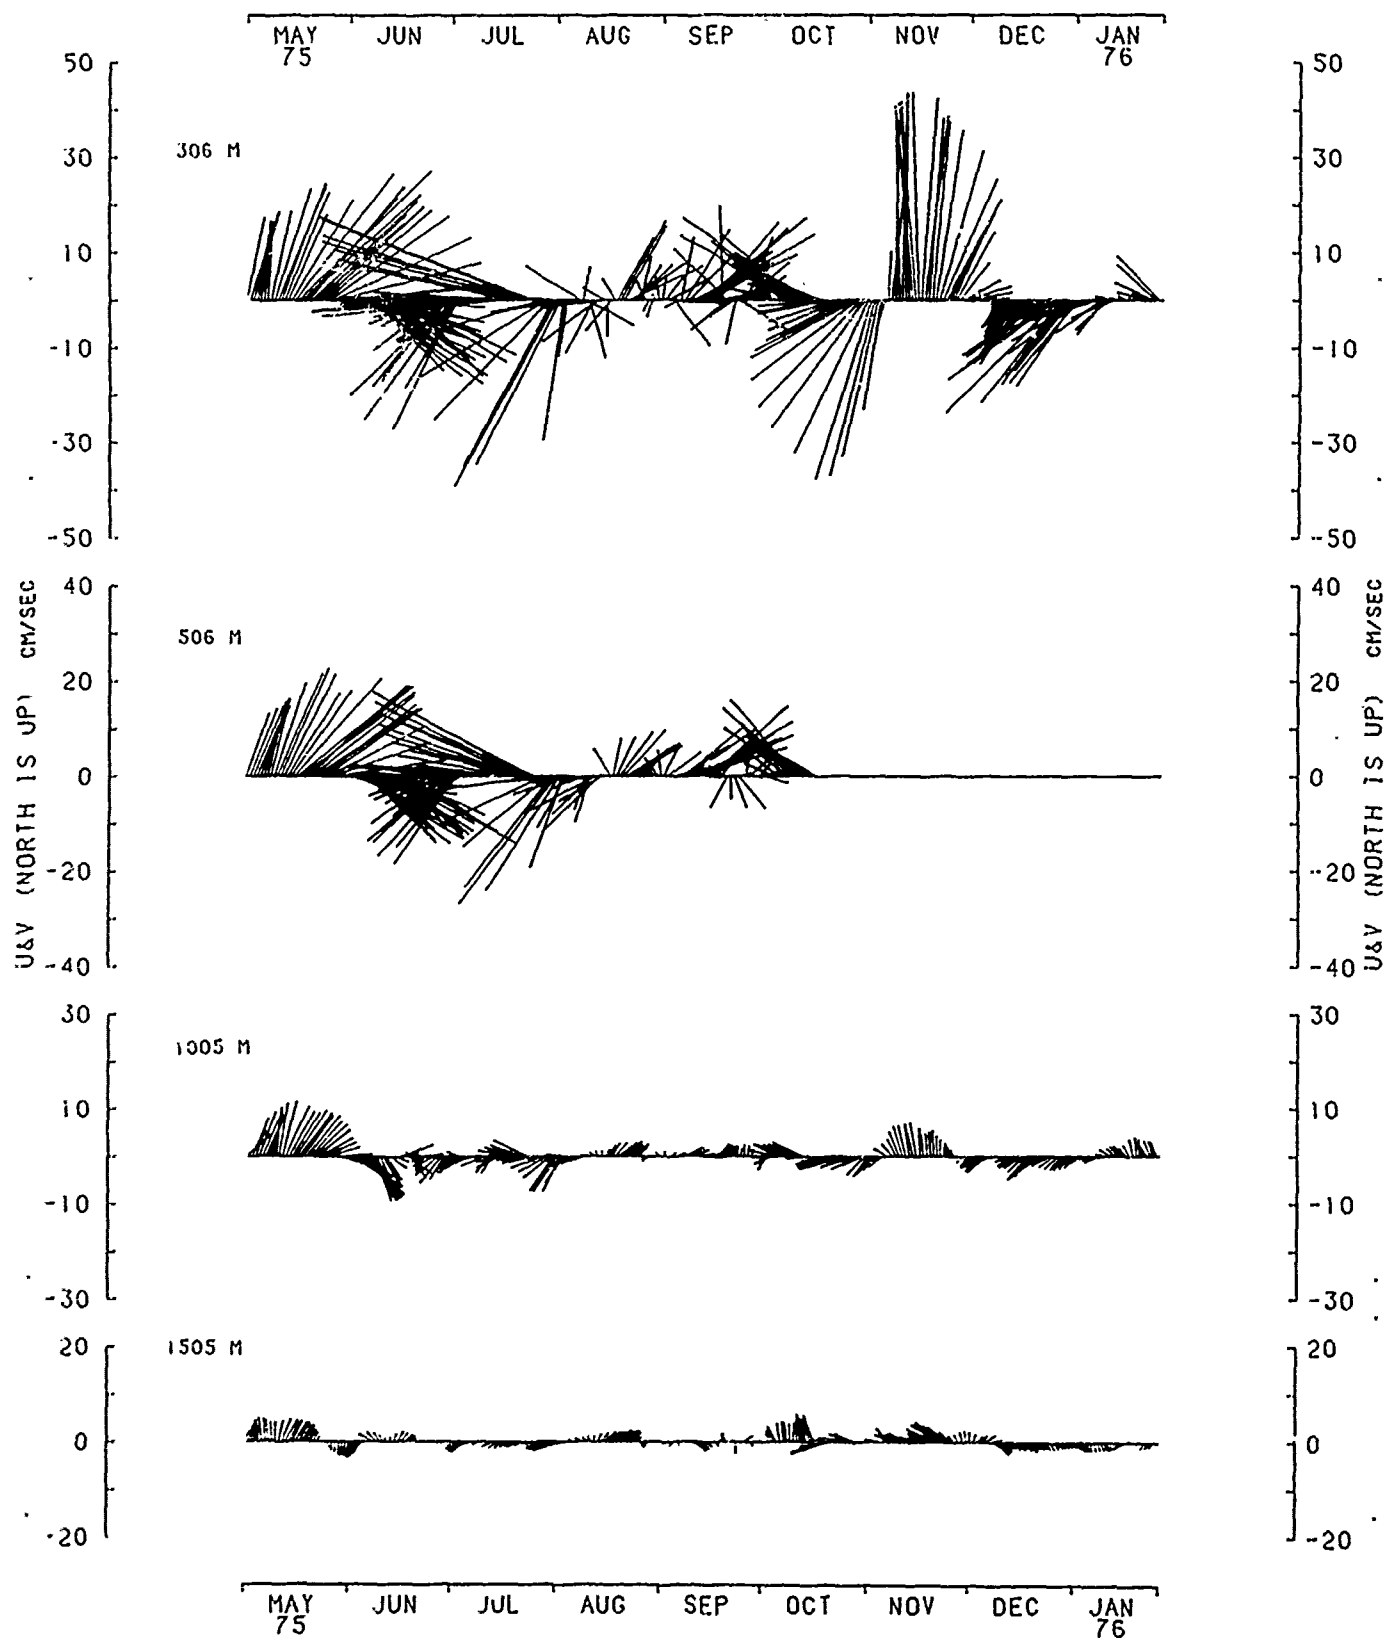 MAY JUN JUL AUG SEP OCT NOV DEC JAN
75 76
50 50
306 M
30 30
10 10
-10 -10
-30 -30
-50 -50
U&V (NORTH IS UP) CM/SEC
U&V (NORTH IS UP) CM/SEC
40 40
506 M
20 20
0 0
-20 -20
-40 -40
30 30
1005 M
10 10
-10 -10
-30 -30
20 20
1505 M
0 0
-20 -20
MAY JUN JUL AUG SEP OCT NOV DEC JAN
75 76